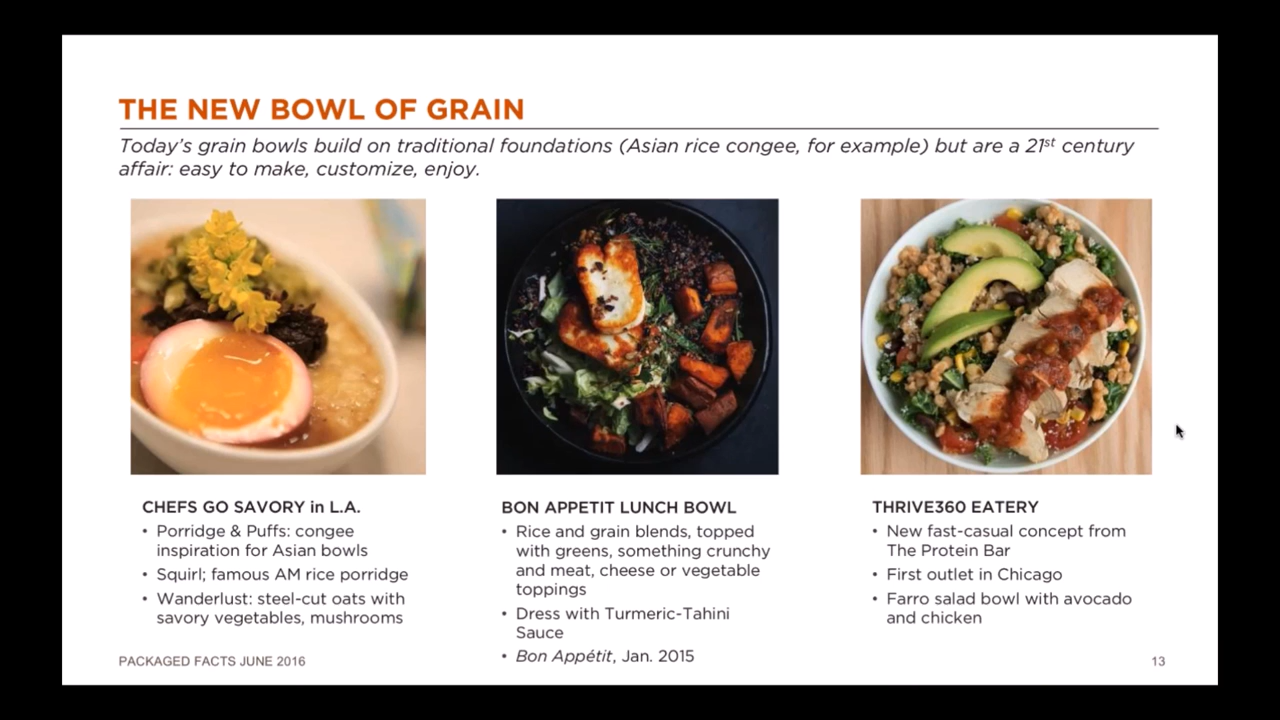 THE NEW BOWL OF GRAIN
Today's grain bowls build on traditional foundations (Asian rice congee, for example) but are a 21st century
affair: easy to make, customize, enjoy.
CHEFS GO SAVORY in L.A.
• Porridge & Puffs: congee
inspiration for Asian bowls
• Squirl; famous AM rice porridge
• Wanderlust: steel-cut oats with
savory vegetables, mushrooms
BON APPETIT LUNCH BOWL
• Rice and grain blends, topped
with greens, something crunchy
and meat, cheese or vegetable
toppings
• Dress with Turmeric-Tahini
Sauce
• Bon Appétit, Jan. 2015
THRIVE360 EATERY
• New fast-casual concept from
The Protein Bar
• First outlet in Chicago
• Farro salad bowl with avocado
and chicken
PACKAGED FACTS JUNE 2016
13